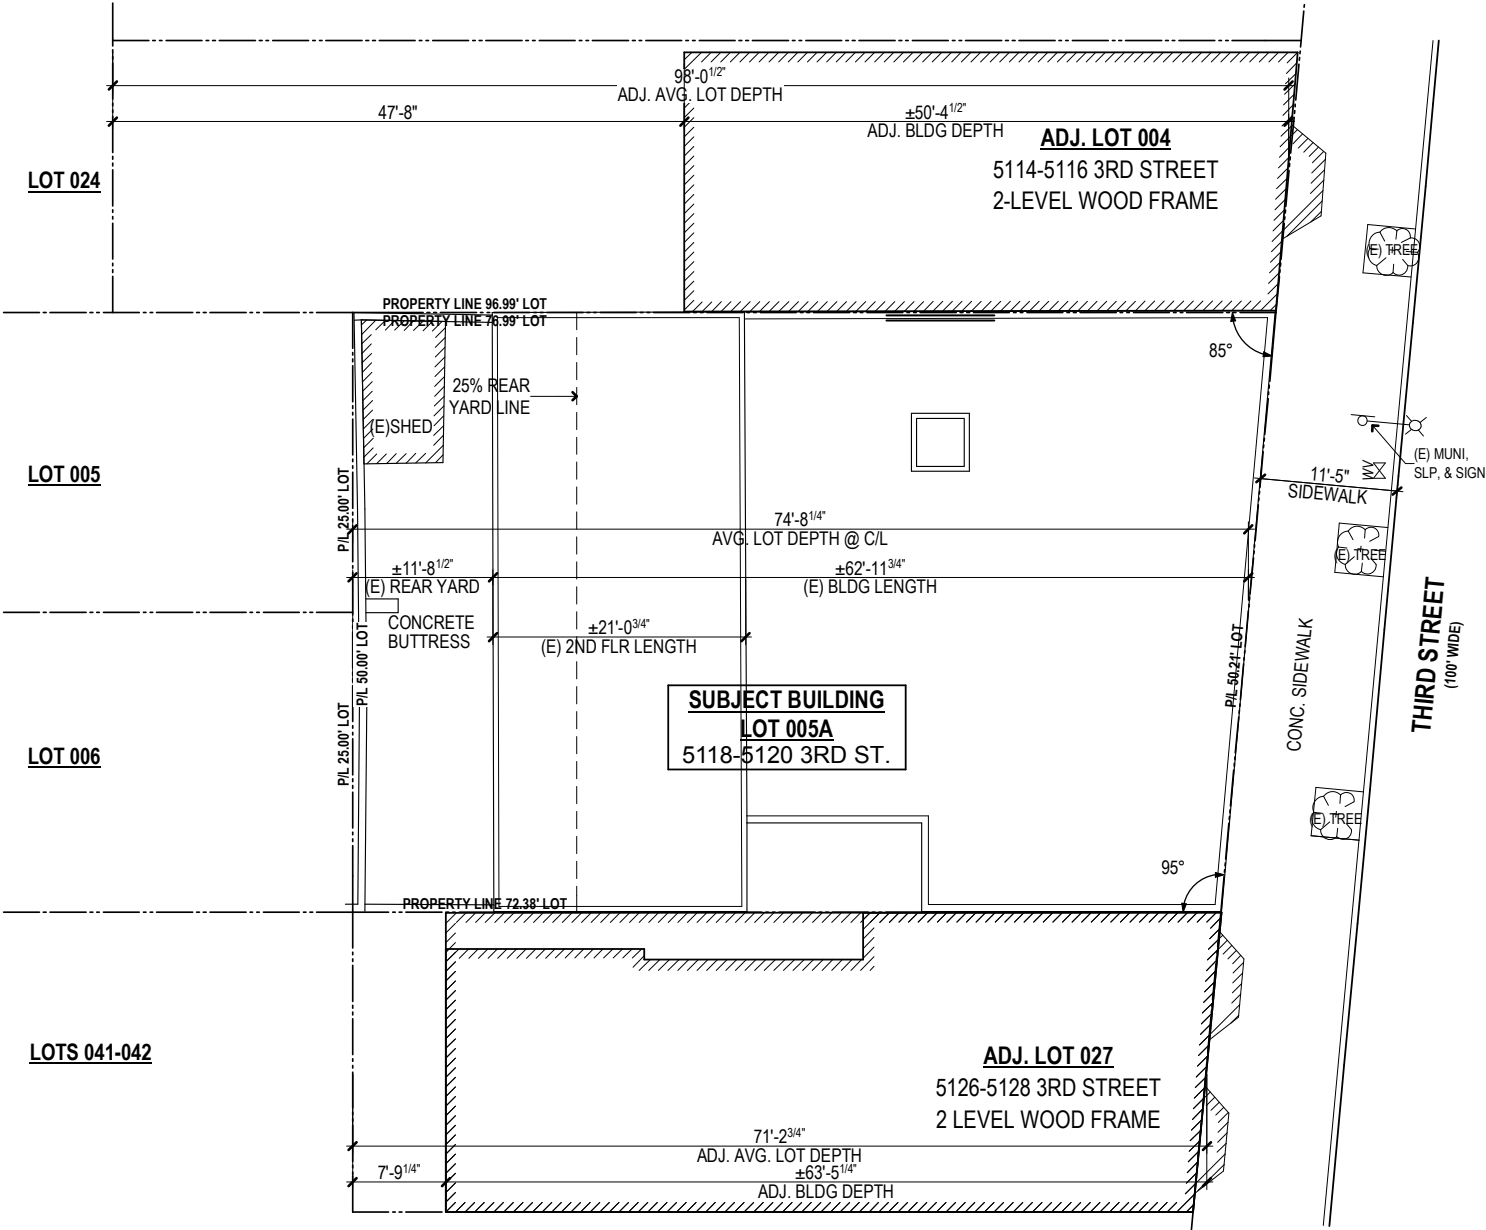 98'-0 1/2"
ADJ. AVG. LOT DEPTH
47'-8"
±50'-4 1/2"
ADJ. BLDG DEPTH
ADJ. LOT 004
5114-5116 3RD STREET
2-LEVEL WOOD FRAME
LOT 024
(E) TREE
PROPERTY LINE 96.99' LOT
PROPERTY LINE 76.99' LOT
85°
25% REAR
YARD LINE
(E)SHED
LOT 005
P/L 25.00' LOT
(E) MUNI,
SLP, & SIGN
11'-5"
SIDEWALK
74'-8 1/4"
AVG. LOT DEPTH @ C/L
(E) TREE
±11'-8 1/2"
(E) REAR YARD
±62'-11 3/4"
(E) BLDG LENGTH
CONCRETE
BUTTRESS
±21'-0 3/4"
(E) 2ND FLR LENGTH
P/L 50.00' LOT
P/L 50.21' LOT
CONC. SIDEWALK
THIRD STREET
(100' WIDE)
SUBJECT BUILDING
LOT 005A
5118-5120 3RD ST.
LOT 006
P/L 25.00' LOT
(E) TREE
95°
PROPERTY LINE 72.38' LOT
LOTS 041-042
ADJ. LOT 027
5126-5128 3RD STREET
2 LEVEL WOOD FRAME
71'-2 3/4"
ADJ. AVG. LOT DEPTH
7'-9 1/4"
±63'-5 1/4"
ADJ. BLDG DEPTH